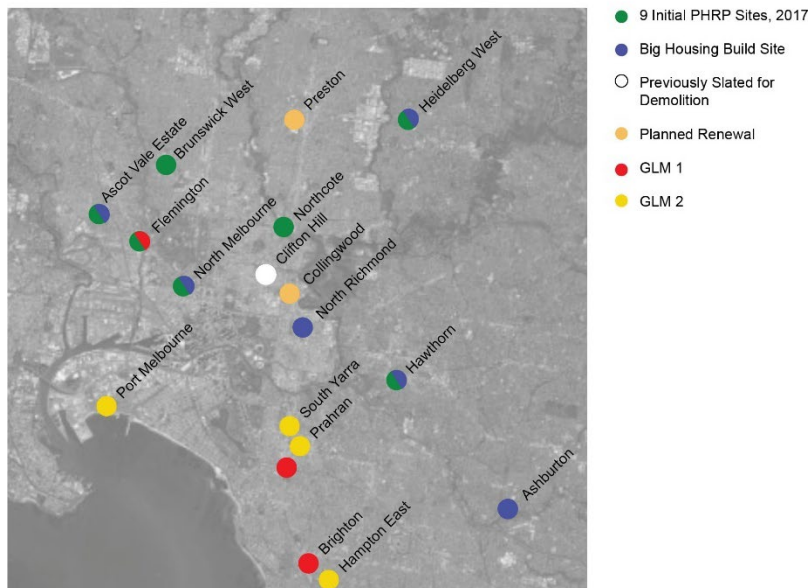 9 Initial PHRP Sites, 2017
Big Housing Build Site
Previously Slated for
Demolition
Planned Renewal
GLM 1
GLM 2
Preston
Heidelberg West
Brunswick West
Ascot Vale Estate
Flemington
Northcote
North Melbourne
Clifton Hill
Collingwood
North Richmond
Hawthorn
Port Melbourne
South Yarra
Prahran
Ashburton
Brighton
Hampton East